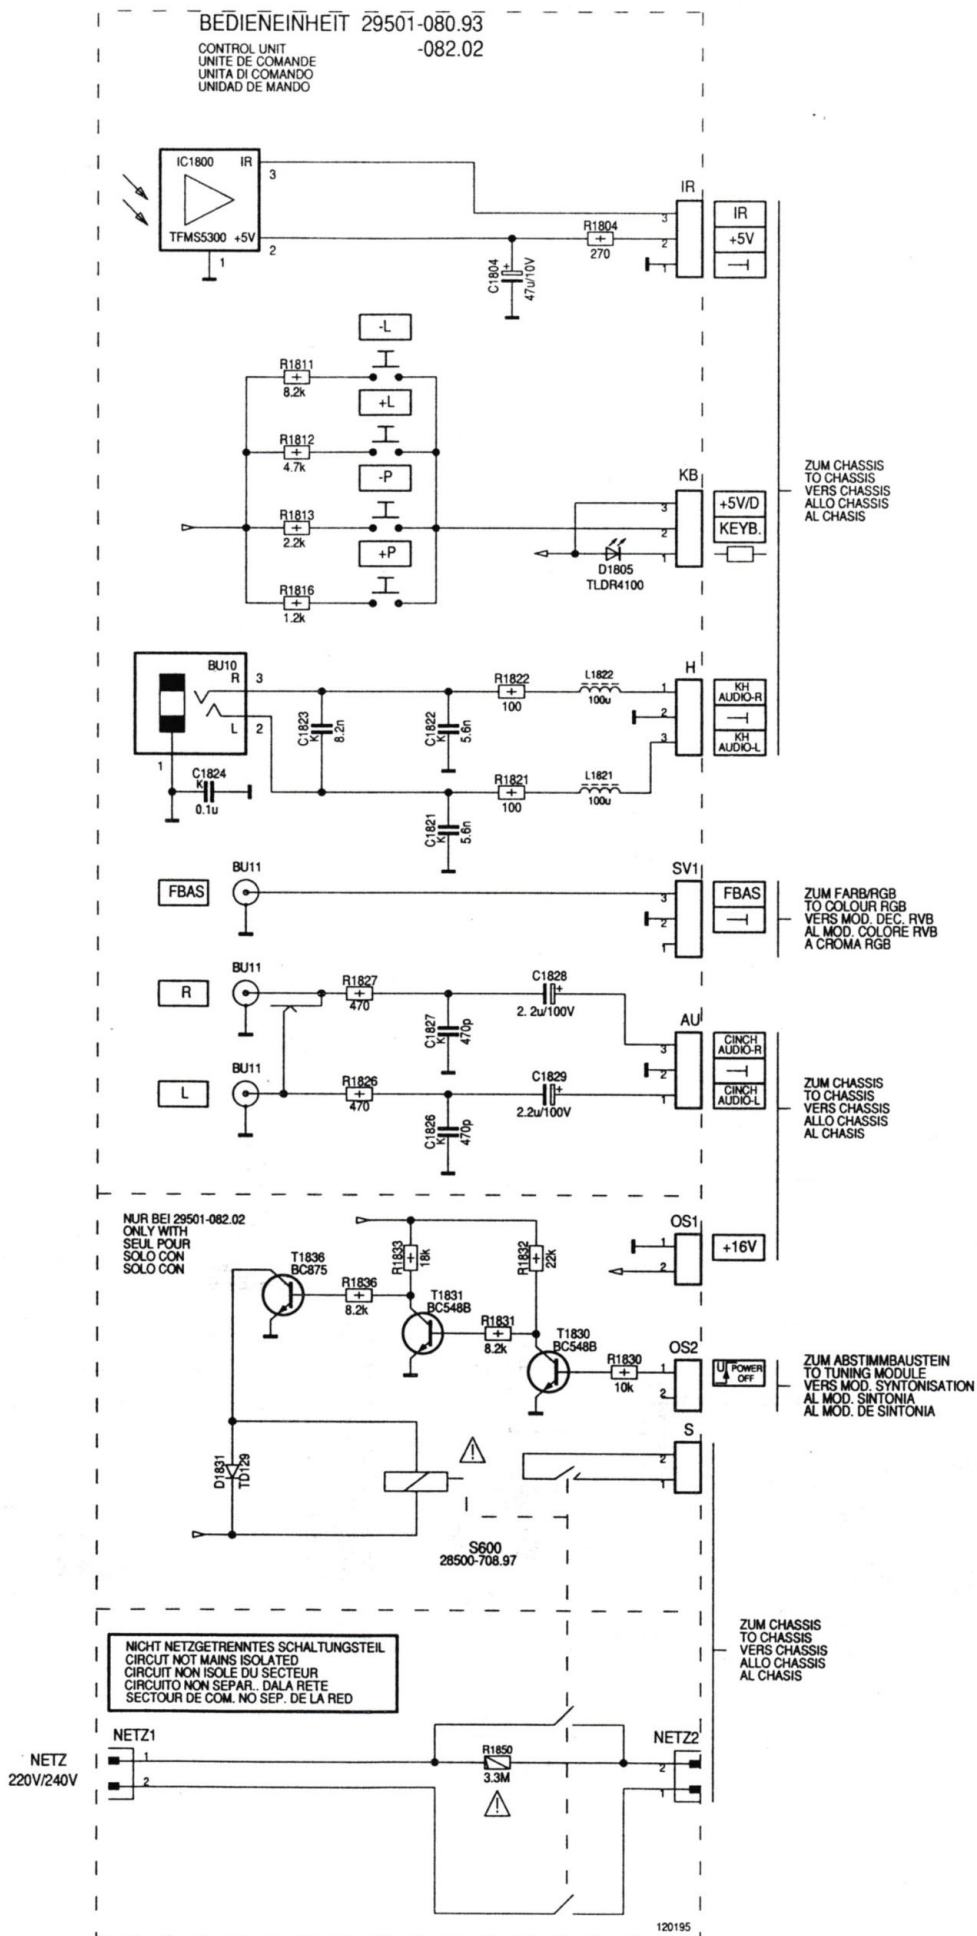 BEDIENEINHEIT 29501-080.93
-082.02
CONTROL UNIT
UNITE DE COMANDE
UNITA DI COMANDO
UNIDAD DE MANDO
IC1800 IR
3
TFMS5300 +5V
2
1
R1804
270
C1804
+
47u/10V
IR
3
2
1
IR
+5V
-L
R1811
8.2k
+L
R1812
4.7k
-P
R1813
2.2k
+P
R1816
1.2k
KB
3
2
1
+5V/D
KEYB.
D1805
TLDR4100
ZUM CHASSIS
TO CHASSIS
VERS CHASSIS
ALLO CHASSIS
AL CHASIS
BU10
R 3
L 2
1
C1824
K
0.1u
C1823
K
8.2n
C1822
K
5.6n
R1822
100
L1822
100u
R1821
100
L1821
100u
C1821
K
5.6n
H
1
2
3
KH
AUDIO-R
KH
AUDIO-L
FBAS
BU11
SV1
3
2
1
FBAS
ZUM FARB/RGB
TO COLOUR RGB
VERS MOD. DEC. RVB
AL MOD. COLORE RVB
A CROMA RGB
R
BU11
R1827
470
C1827
K
470p
C1828
+
2. 2u/100V
L
BU11
R1826
470
C1826
K
470p
C1829
+
2.2u/100V
AU
3
2
1
CINCH
AUDIO-R
CINCH
AUDIO-L
ZUM CHASSIS
TO CHASSIS
VERS CHASSIS
ALLO CHASSIS
AL CHASIS
NUR BEI 29501-082.02
ONLY WITH
SEUL POUR
SOLO CON
SOLO CON
T1836
BC875
R1836
8.2k
R1833
18k
T1831
BC548B
R1831
8.2k
R1832
22k
T1830
BC548B
R1830
10k
OS1
1
2
+16V
OS2
1
2
U POWER
OFF
ZUM ABSTIMMBAUSTEIN
TO TUNING MODULE
VERS MOD. SYNTONISATION
AL MOD. SINTONIA
AL MOD. DE SINTONIA
D1831
TD129
S
2
1
S600
28500-708.97
ZUM CHASSIS
TO CHASSIS
VERS CHASSIS
ALLO CHASSIS
AL CHASIS
NICHT NETZGETRENNTES SCHALTUNGSTEIL
CIRCUT NOT MAINS ISOLATED
CIRCUIT NON ISOLE DU SECTEUR
CIRCUITO NON SEPAR.. DALA RETE
SECTOUR DE COM. NO SEP. DE LA RED
NETZ
220V/240V
NETZ1
1
2
R1850
3.3M
NETZ2
2
1
120195